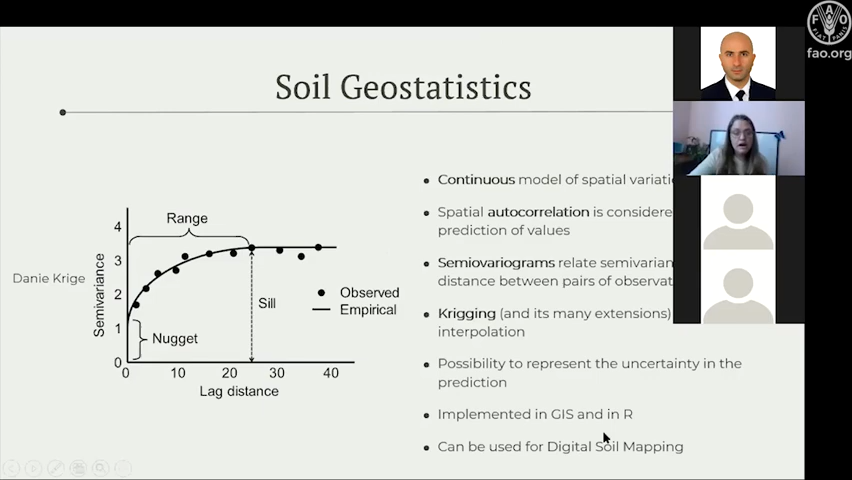 FAO
FIAT PANIS
fao.org
Soil Geostatistics
Danie Krige
Semivariance
4
3
2
1
0
Range
Nugget
Sill
Observed
Empirical
0
10
20
30
40
Lag distance
Continuous model of spatial variati
Spatial autocorrelation is considere
prediction of values
Semiovariograms relate semivarian
distance between pairs of observat
Krigging (and its many extensions)
interpolation
Possibility to represent the uncertainty in the
prediction
Implemented in GIS and in R
Can be used for Digital Soil Mapping